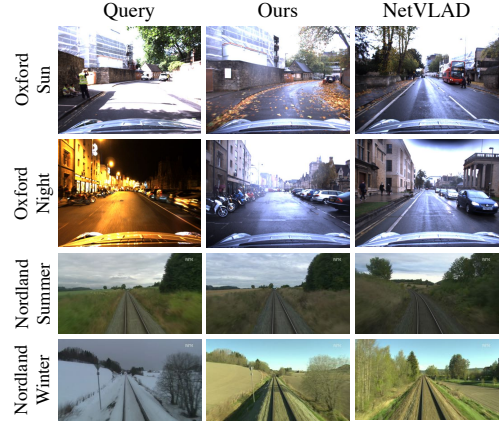 Query Ours NetVLAD
Oxford
Sun
Oxford
Night
Nordland
Summer
Nordland
Winter